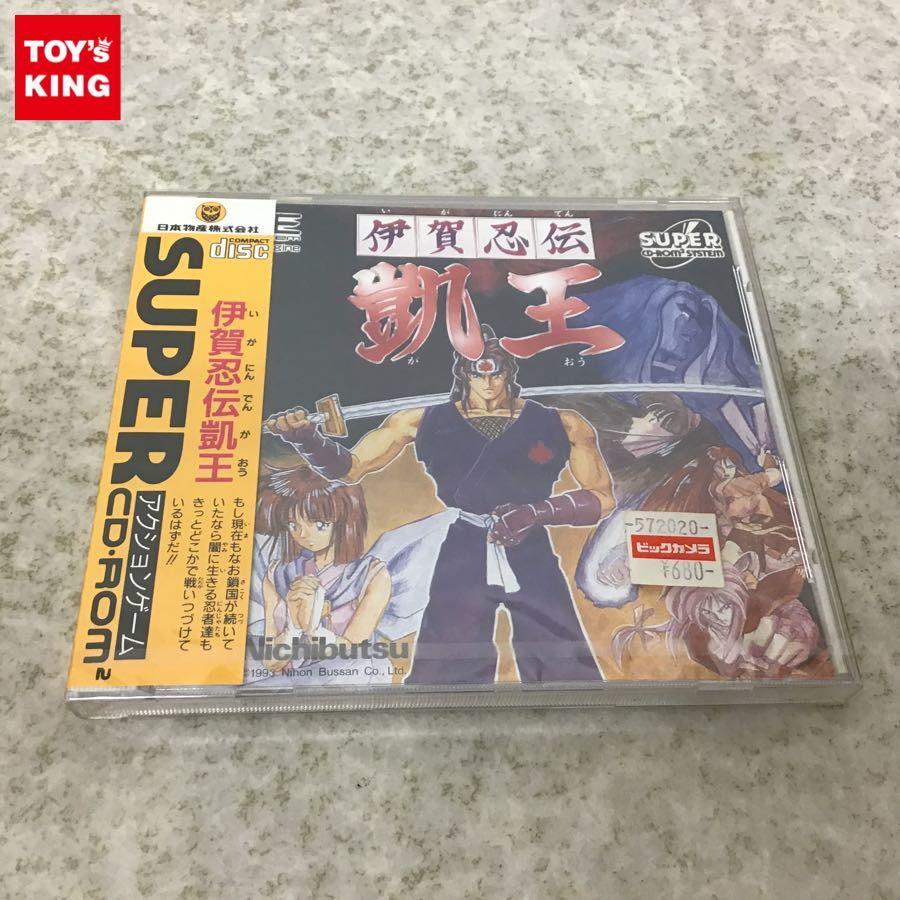 TOY'S
KING
日本物産株式会社
COMPACT
disc
SUPER
CD・ROM2
アクションゲーム
伊賀忍伝凱王
いがにんでんがおう
もし現在もなお鎖国が続いて
いたなら闇に生きる忍者達も
きっとどこかで戦いつづけて
いるはずだ!!
いがにんでん
伊賀忍伝
凱王
がおう
SUPER
CD-ROM2 SYSTEM
-572020-
ビックカメラ
¥680-
Nichibutsu
©1993 Nihon Bussan Co., Ltd.